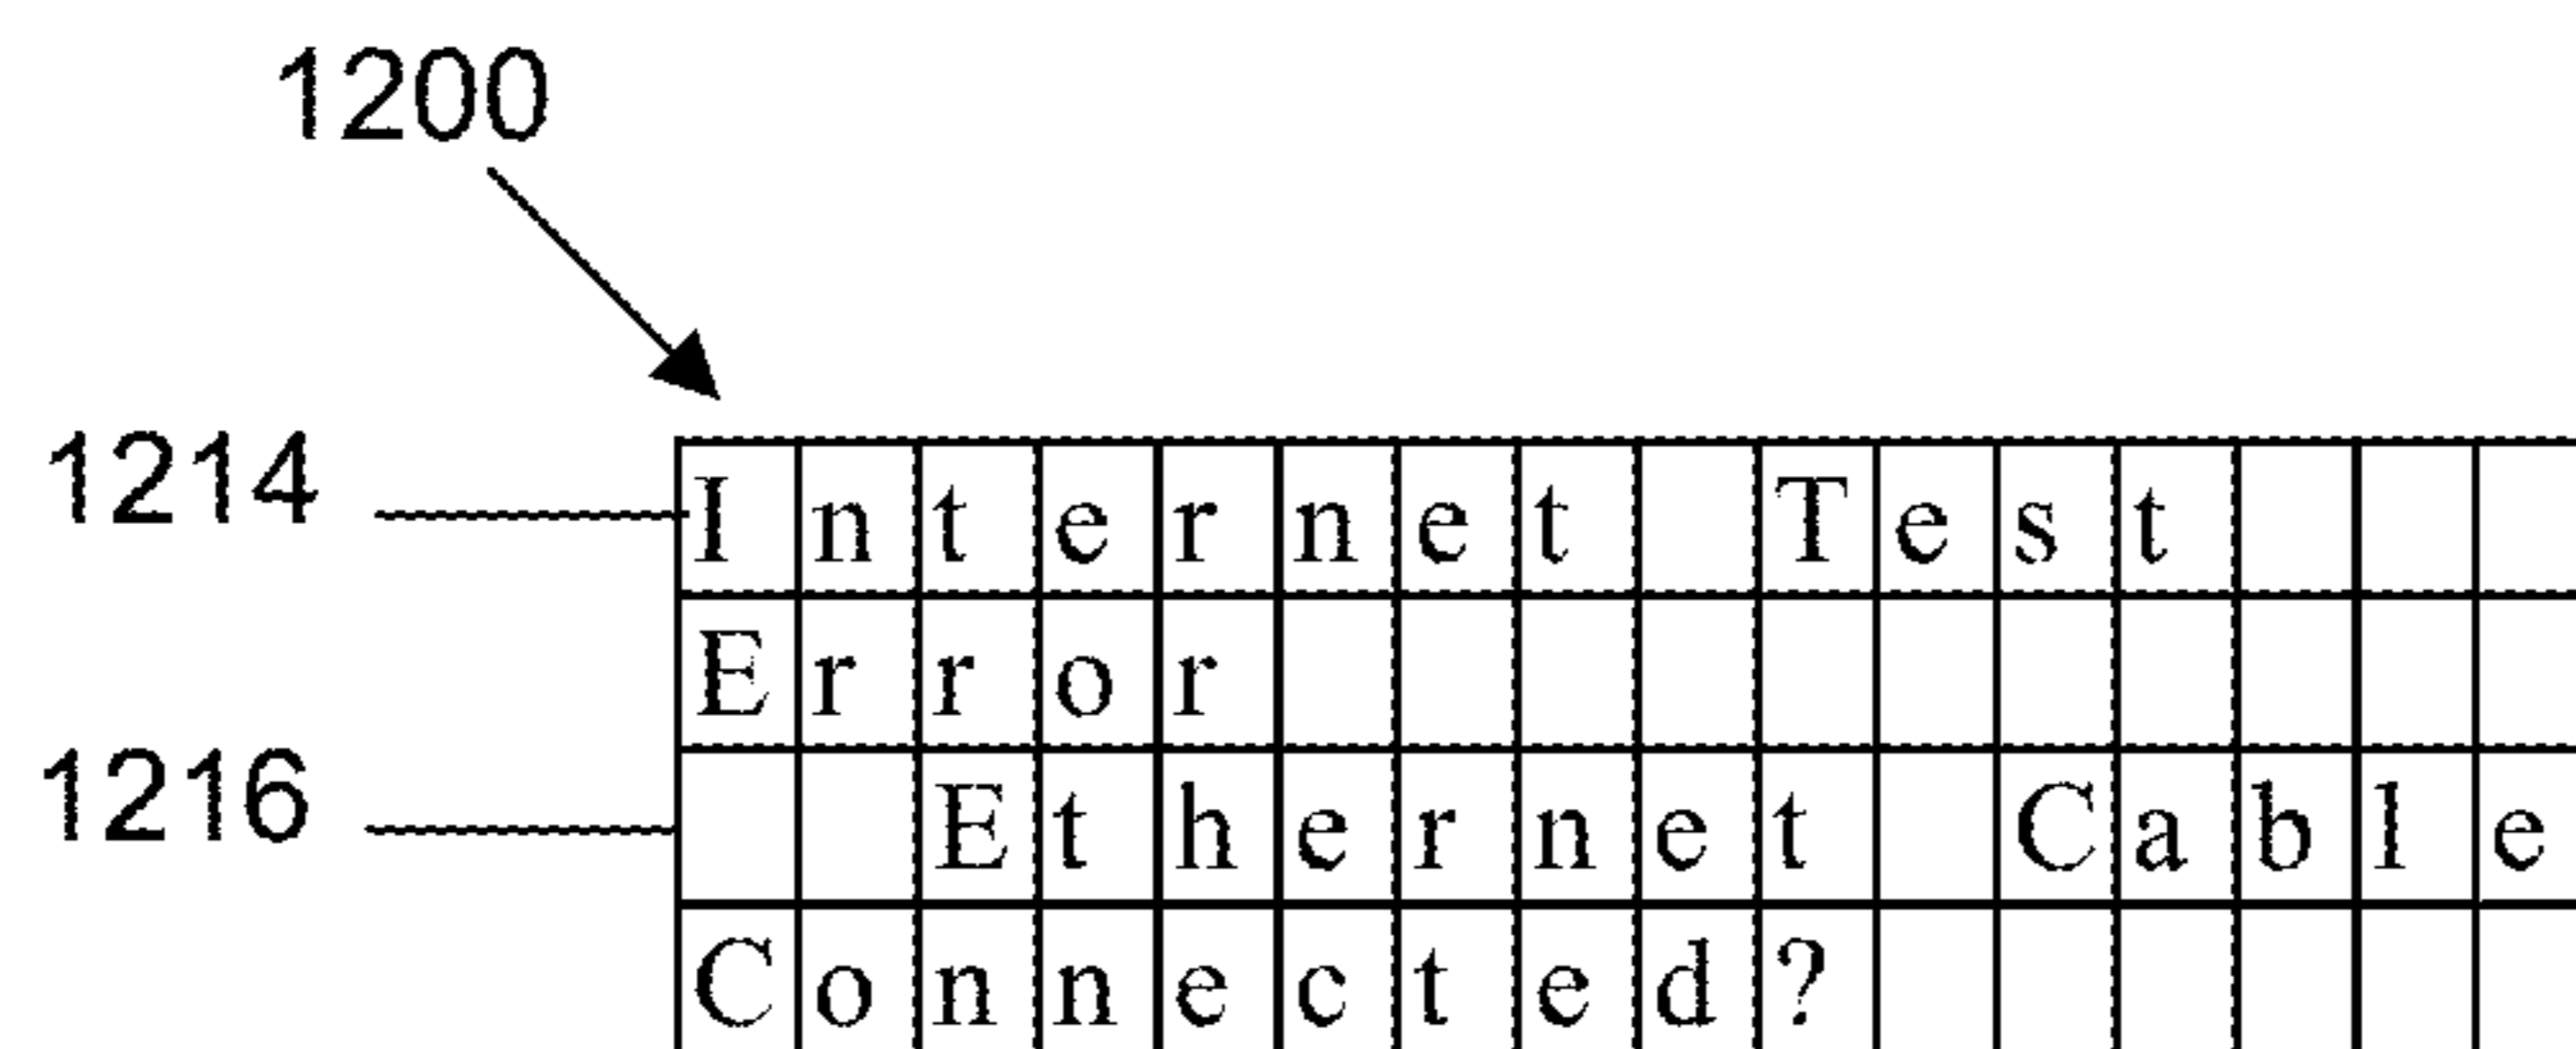 1200
1214 Internet Test
Error
1216 Ethernet Cable
Connected?